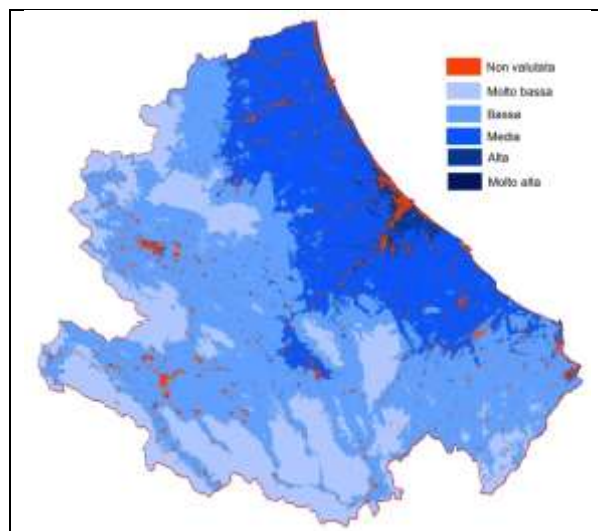 Non valutata
Molto bassa
Bassa
Media
Alta
Molto alta